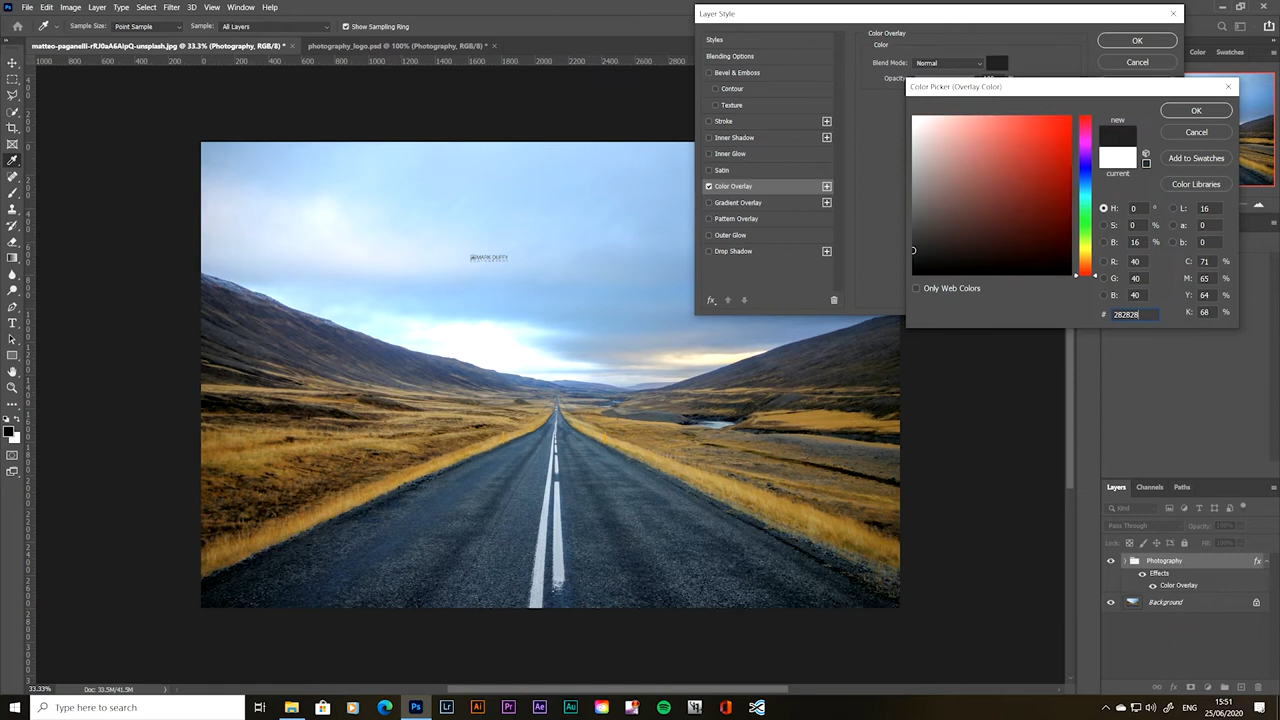 File Edit Image Layer Type Select Filter 3D View Window Help
Sample Size: Point Sample Sample: All Layers Show Sampling Ring
matteo-paganelli-rRJ0aA6AlpQ-unsplash.jpg @ 33.3% (Photography, RGB/8) *
photography_logo.psd @ 100% (Photography, RGB/8) *
Layer Style
Styles
Blending Options
Bevel & Emboss
Contour
Texture
Stroke
Inner Shadow
Inner Glow
Satin
Color Overlay
Gradient Overlay
Pattern Overlay
Outer Glow
Drop Shadow
Color Overlay
Color
Blend Mode: Normal
Opacity:
OK
Cancel
Color Swatches
Color Picker (Overlay Color)
new
current
OK
Cancel
Add to Swatches
Color Libraries
H: 0 °
S: 0 %
B: 16 %
R: 40
G: 40
B: 40
# 282828
L: 16
a: 0
b: 0
C: 71 %
M: 65 %
Y: 64 %
K: 68 %
Only Web Colors
MARK DUFFY
PHOTOGRAPHY
Layers Channels Paths
Kind
Pass Through Opacity: 100%
Lock: Fill: 100%
Photography fx
Effects
Color Overlay
Background
33.33% Doc: 33.5M/41.5M
Type here to search
15:51
25/06/2020